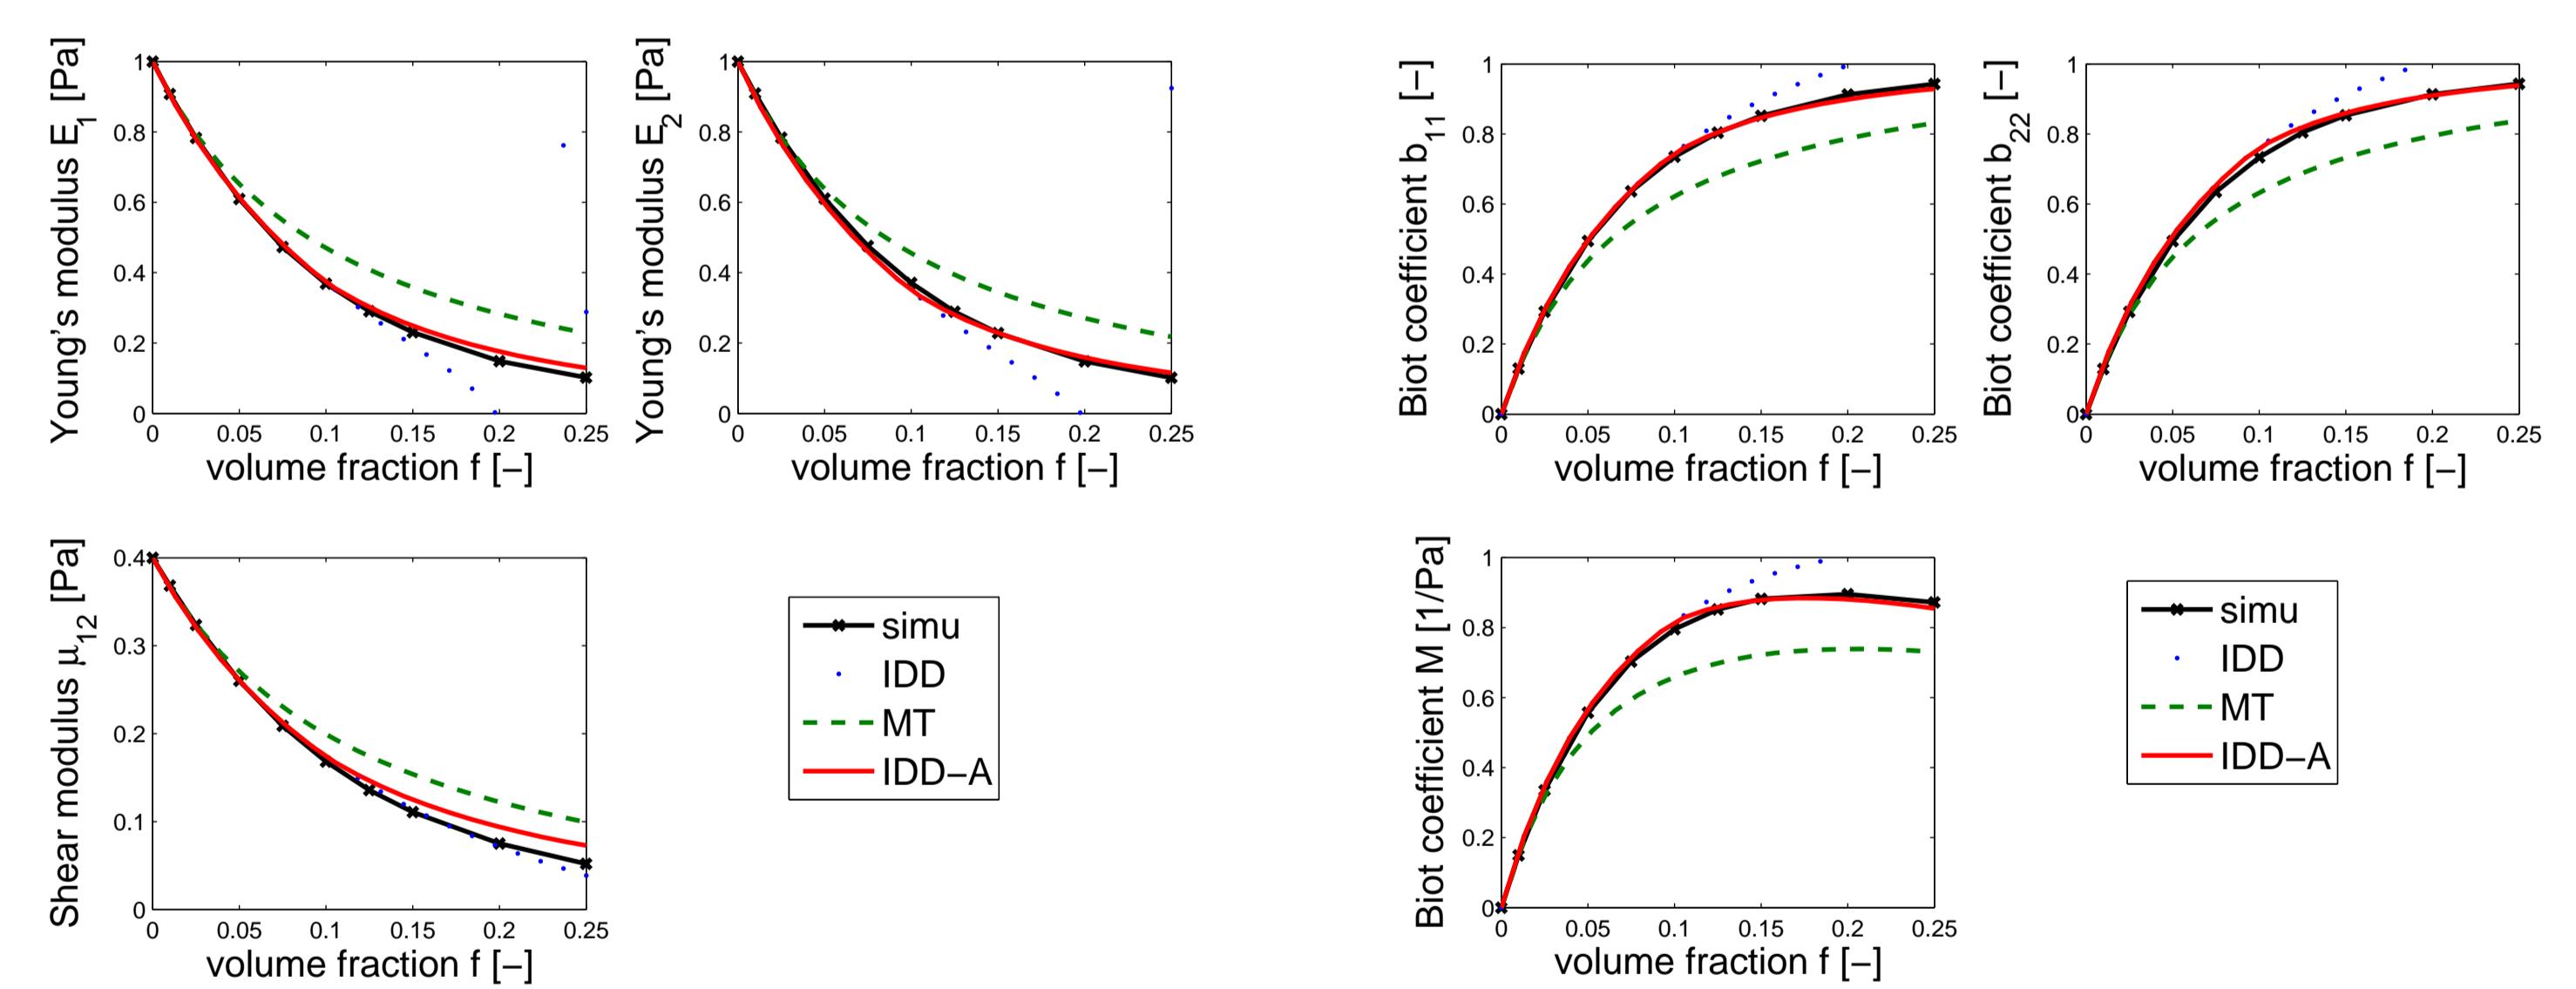 Young's modulus E1 [Pa]
1
0.8
0.6
0.4
0.2
0
0 0.05 0.1 0.15 0.2 0.25
volume fraction f [–]
Young's modulus E2 [Pa]
1
0.8
0.6
0.4
0.2
0
0 0.05 0.1 0.15 0.2 0.25
volume fraction f [–]
Biot coefficient b11 [–]
1
0.8
0.6
0.4
0.2
0
0 0.05 0.1 0.15 0.2 0.25
volume fraction f [–]
Biot coefficient b22 [–]
1
0.8
0.6
0.4
0.2
0
0 0.05 0.1 0.15 0.2 0.25
volume fraction f [–]
Shear modulus μ12 [Pa]
0.4
0.3
0.2
0.1
0
0 0.05 0.1 0.15 0.2 0.25
volume fraction f [–]
simu
IDD
MT
IDD–A
Biot coefficient M [1/Pa]
1
0.8
0.6
0.4
0.2
0
0 0.05 0.1 0.15 0.2 0.25
volume fraction f [–]
simu
IDD
MT
IDD–A